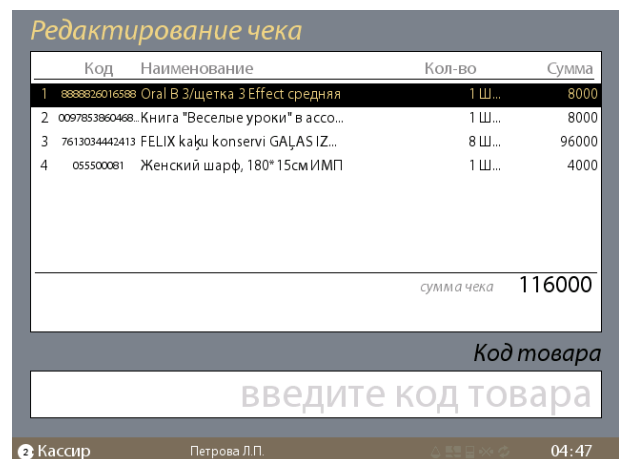 Редактирование чека
Код Наименование Кол-во Сумма
1 8888826016588 Oral B З/щетка 3 Effect средняя 1 Ш... 8000
2 0097853860468... Книга "Веселые уроки" в ассо... 1 Ш... 8000
3 7613034442413 FELIX kaķu konservi GAĻAS IZ... 8 Ш... 96000
4 055500081 Женский шарф, 180*15см ИМП 1 Ш... 4000
сумма чека 116000
Код товара
введите код товара
2 Кассир Петрова Л.П. 04:47